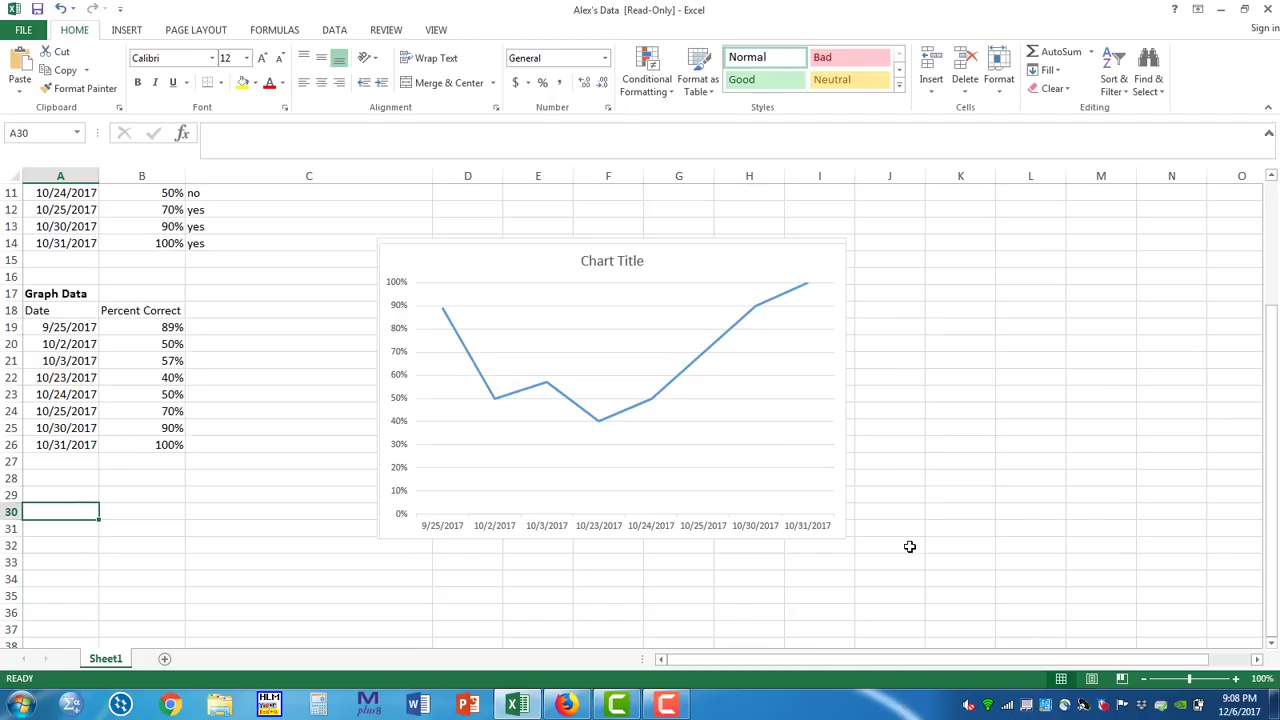 Alex's Data [Read-Only] - Excel
FILE HOME INSERT PAGE LAYOUT FORMULAS DATA REVIEW VIEW Sign in
Paste Cut Copy Format Painter Clipboard
Calibri 12 B I U A A Font
Wrap Text Merge & Center Alignment
General $ % , Number
Conditional Formatting Format as Table Normal Bad Good Neutral Styles
Insert Delete Format Cells
AutoSum Fill Clear Sort & Filter Find & Select Editing
A30 fx
A B C D E F G H I J K L M N O
11 10/24/2017 50% no
12 10/25/2017 70% yes
13 10/30/2017 90% yes
14 10/31/2017 100% yes
15
16
17 Graph Data
18 Date Percent Correct
19 9/25/2017 89%
20 10/2/2017 50%
21 10/3/2017 57%
22 10/23/2017 40%
23 10/24/2017 50%
24 10/25/2017 70%
25 10/30/2017 90%
26 10/31/2017 100%
27
28
29
30
31
32
33
34
35
36
37
38
Chart Title
100%
90%
80%
70%
60%
50%
40%
30%
20%
10%
0%
9/25/2017 10/2/2017 10/3/2017 10/23/2017 10/24/2017 10/25/2017 10/30/2017 10/31/2017
Sheet1
READY 100%
HLM
M
plus8
9:08 PM
12/6/2017